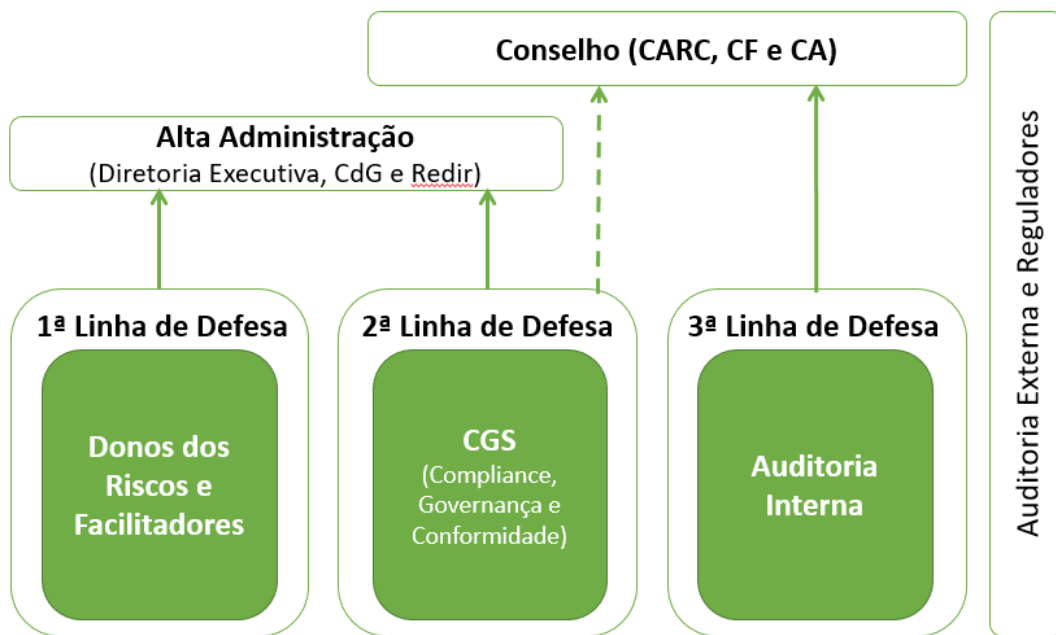 Conselho (CARC, CF e CA)
Alta Administração
(Diretoria Executiva, CdG e Redir)
1ª Linha de Defesa
Donos dos
Riscos e
Facilitadores
2ª Linha de Defesa
CGS
(Compliance,
Governança e
Conformidade)
3ª Linha de Defesa
Auditoria
Interna
Auditoria Externa e Reguladores